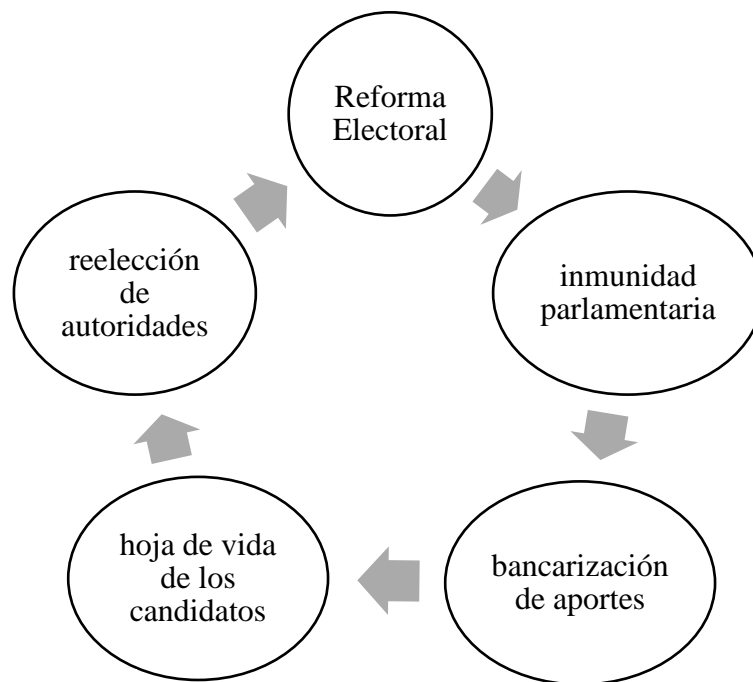 Reforma
Electoral
inmunidad
parlamentaria
bancarización
de aportes
hoja de vida
de los
candidatos
reelección
de
autoridades